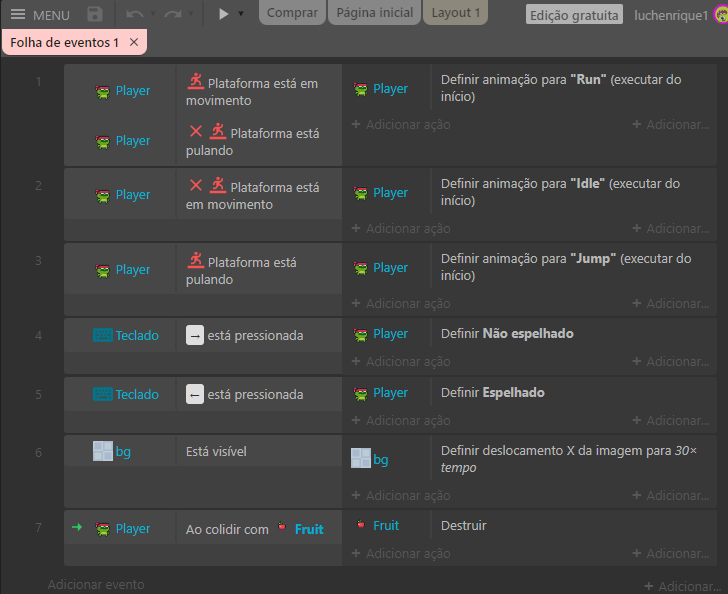 MENU
Comprar
Página inicial
Layout 1
Edição gratuita
luchenrique1
Folha de eventos 1 ×
1
Player
Plataforma está em
movimento
Player
Plataforma está
pulando
Player
Definir animação para "Run" (executar do
início)
+ Adicionar ação
+ Adicionar...
2
Player
Plataforma está
em movimento
Player
Definir animação para "Idle" (executar do
início)
+ Adicionar ação
+ Adicionar...
3
Player
Plataforma está
pulando
Player
Definir animação para "Jump" (executar do
início)
+ Adicionar ação
+ Adicionar...
4
Teclado
→ está pressionada
Player
Definir Não espelhado
+ Adicionar ação
+ Adicionar...
5
Teclado
← está pressionada
Player
Definir Espelhado
+ Adicionar ação
+ Adicionar...
6
bg
Está visível
bg
Definir deslocamento X da imagem para 30×
tempo
+ Adicionar ação
+ Adicionar...
7
Player
Ao colidir com Fruit
Fruit
Destruir
+ Adicionar ação
+ Adicionar...
Adicionar evento
+ Adicionar...